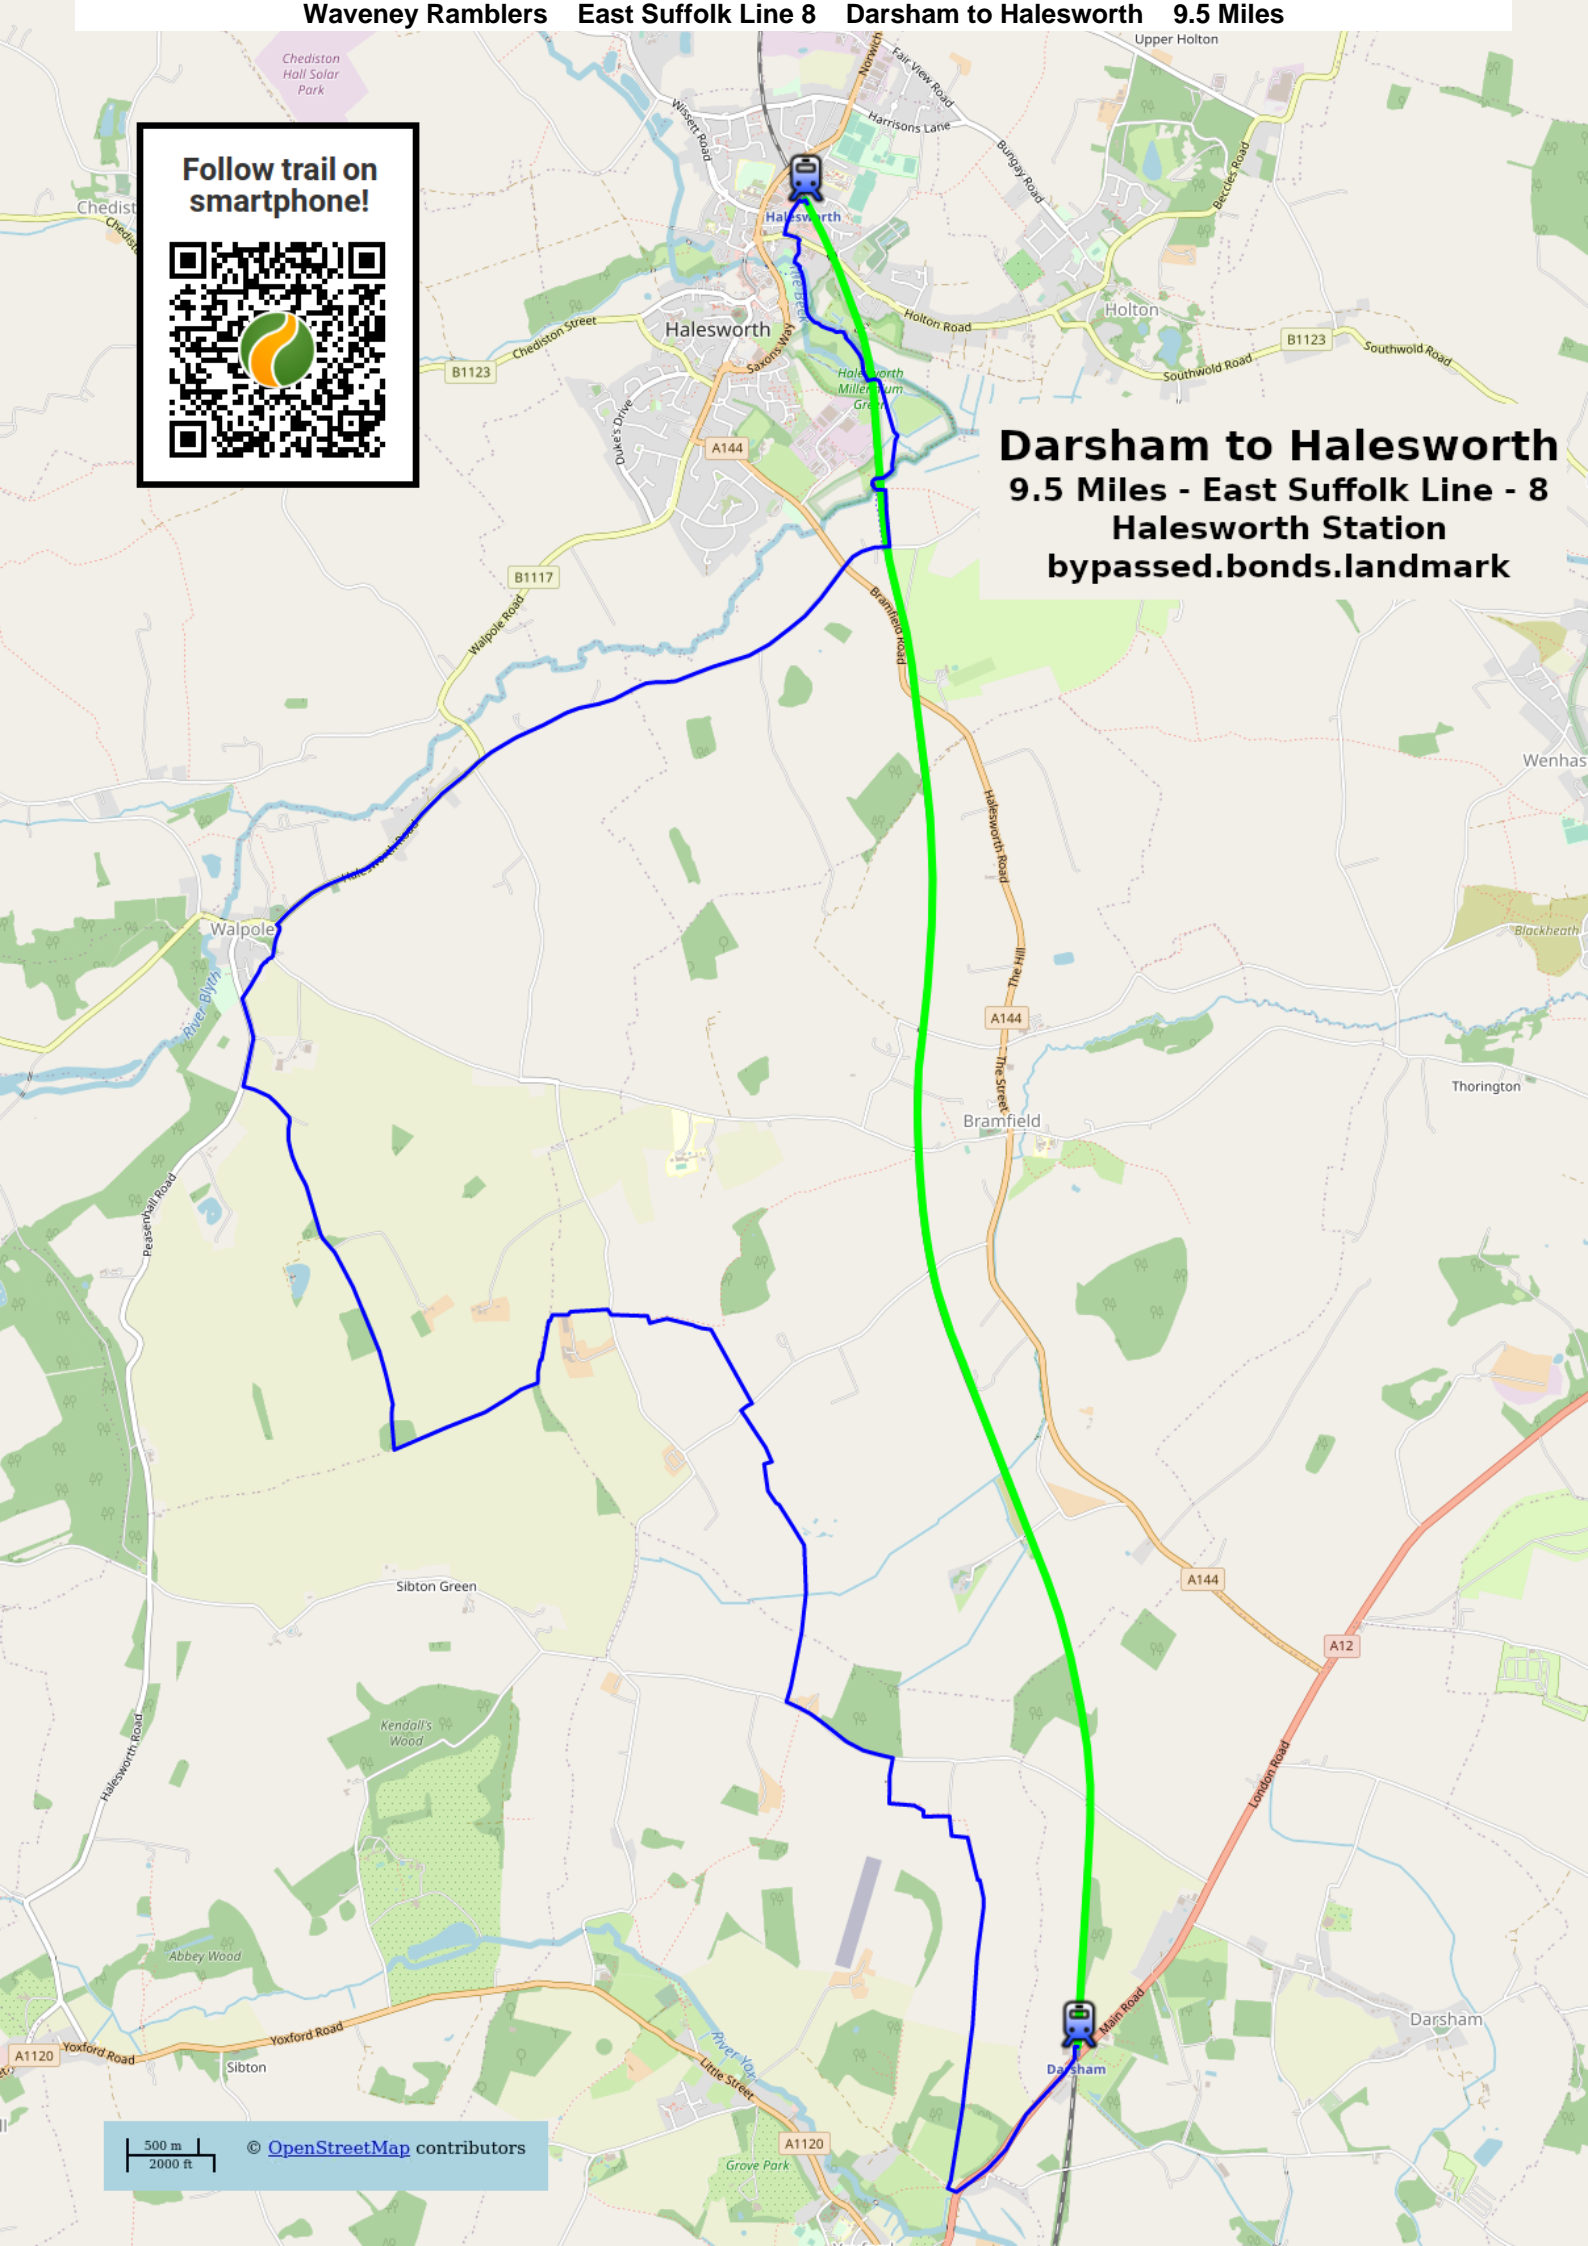 Waveney Ramblers East Suffolk Line 8 Darsham to Halesworth 9.5 Miles
Upper Holton
Norwich
Fair View Road
Chediston
Hall Solar
Park
Wissett Road
Harrisons Lane
Bungay Road
Beccles Road
Follow trail on
smartphone!
Chedist
Halesworth
Holton
Holton Road
Halesworth
Chediston Street
Saxons Way
B1123
B1123
Southwold Road
Southwold Road
Halesworth
Millennium
Green
Duke's Drive
A144
Darsham to Halesworth
9.5 Miles - East Suffolk Line - 8
Halesworth Station
bypassed.bonds.landmark
B1117
Walpole Road
Bramfield Road
Wenhas
Halesworth Road
Halesworth Road
Walpole
Blackheath
The Hill
River Blyth
A144
The Street
Thorington
Bramfield
Peasenhall Road
Sibton Green
A144
A12
Kendall's
Wood
Halesworth Road
London Road
Abbey Wood
Main Road
Darsham
Yoxford Road
Yoxford Road
A1120
Sibton
River Yox
Little Street
Darsham
A1120
Grove Park
500 m
2000 ft
© OpenStreetMap contributors